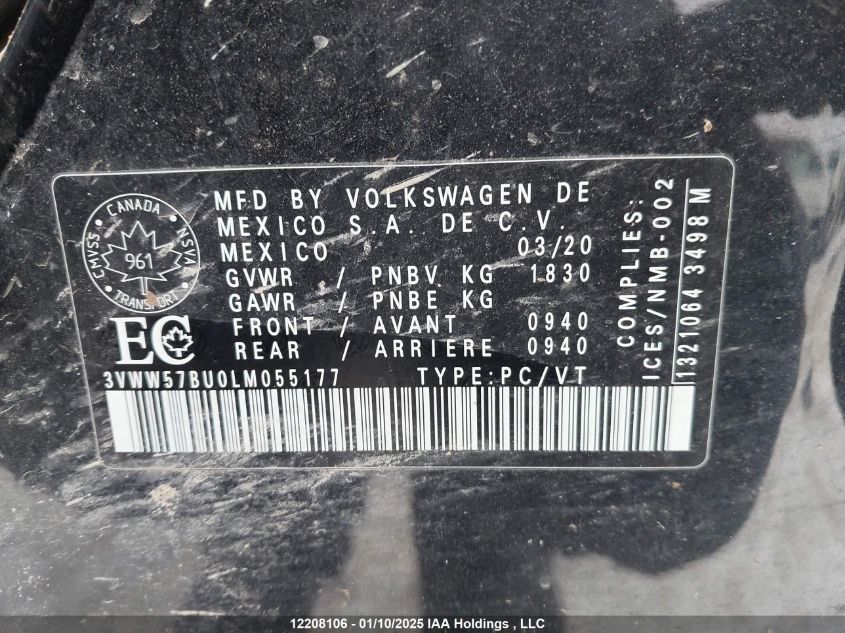 MFD BY VOLKSWAGEN DE
MEXICO S.A. DE C.V.
MEXICO 03/20
GVWR / PNBV KG 1830
GAWR / PNBE KG
FRONT / AVANT 0940
REAR / ARRIERE 0940
3VWW57BU0LM055177 TYPE:PC/VT
CANADA
CMVSS NSVAC
961
TRANSPORT
EC
COMPLIES:
ICES/NMB-002
1321064 3498 M
12208106 - 01/10/2025 IAA Holdings , LLC